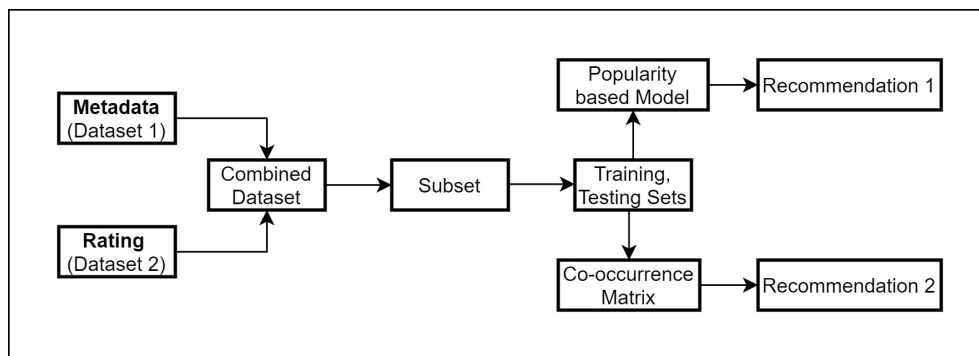 Metadata
(Dataset 1)
Rating
(Dataset 2)
Combined
Dataset
Subset
Training,
Testing Sets
Popularity
based Model
Recommendation 1
Co-occurrence
Matrix
Recommendation 2